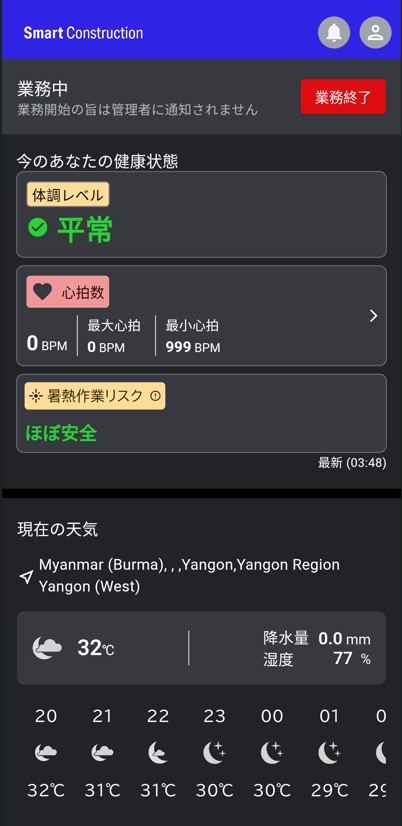 Smart Construction
業務中
業務開始の旨は管理者に通知されません
業務終了
今のあなたの健康状態
体調レベル
平常
心拍数
0 BPM
最大心拍
0 BPM
最小心拍
999 BPM
暑熱作業リスク
ほぼ安全
最新 (03:48)
現在の天気
Myanmar (Burma), , ,Yangon,Yangon Region
Yangon (West)
32℃
降水量 0.0 mm
湿度 77 %
20 21 22 23 00 01 0
32℃ 31℃ 31℃ 30℃ 30℃ 29℃ 29